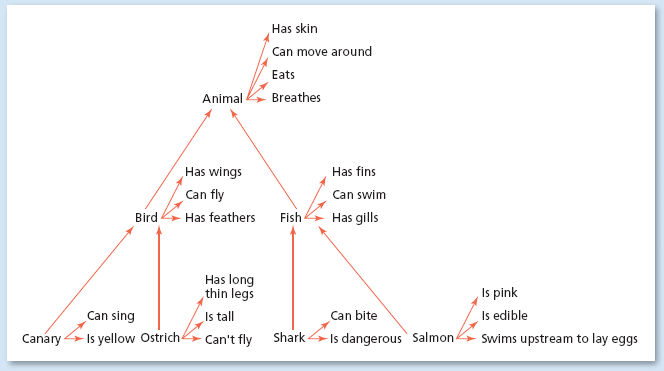 Has skin
Can move around
Eats
Animal
Breathes
Has wings
Can fly
Bird
Has feathers
Has fins
Can swim
Fish
Has gills
Can sing
Canary
Is yellow
Has long
thin legs
Is tall
Ostrich
Can't fly
Can bite
Shark
Is dangerous
Is pink
Is edible
Salmon
Swims upstream to lay eggs